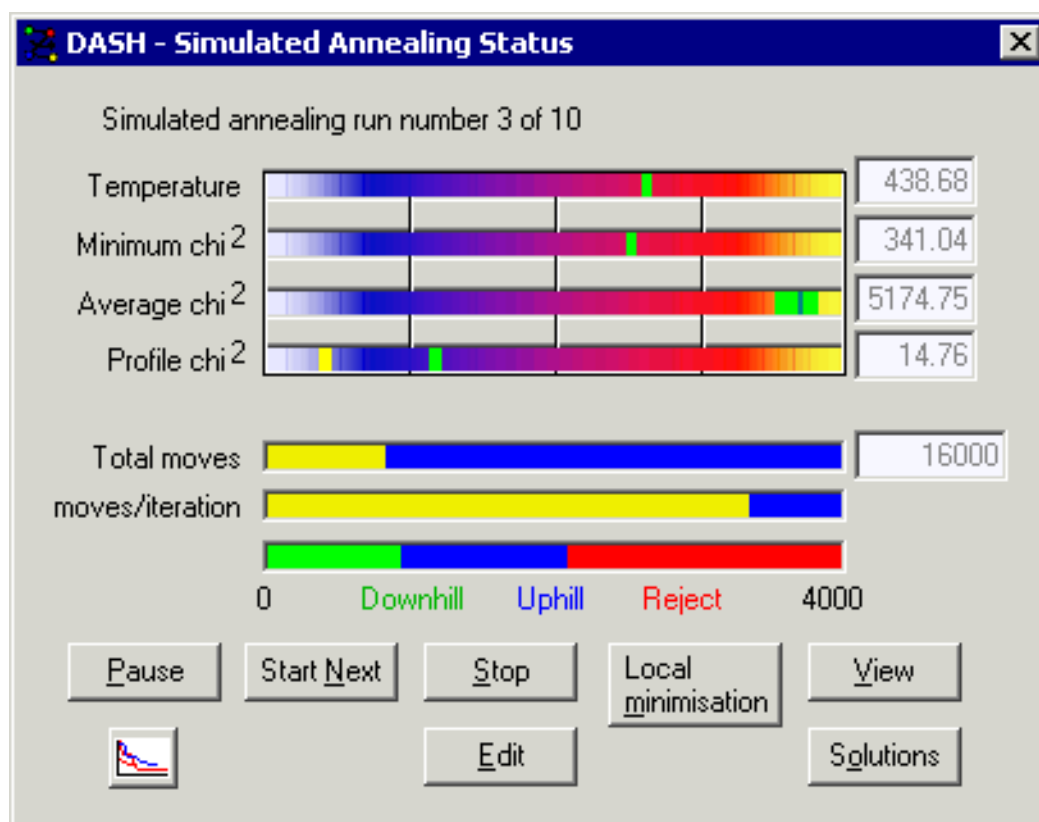 DASH - Simulated Annealing Status
Simulated annealing run number 3 of 10
Temperature 438.68
Minimum chi 2 341.04
Average chi 2 5174.75
Profile chi 2 14.76
Total moves 16000
moves/iteration
0 Downhill Uphill Reject 4000
Pause Start Next Stop Local minimisation View
Edit Solutions